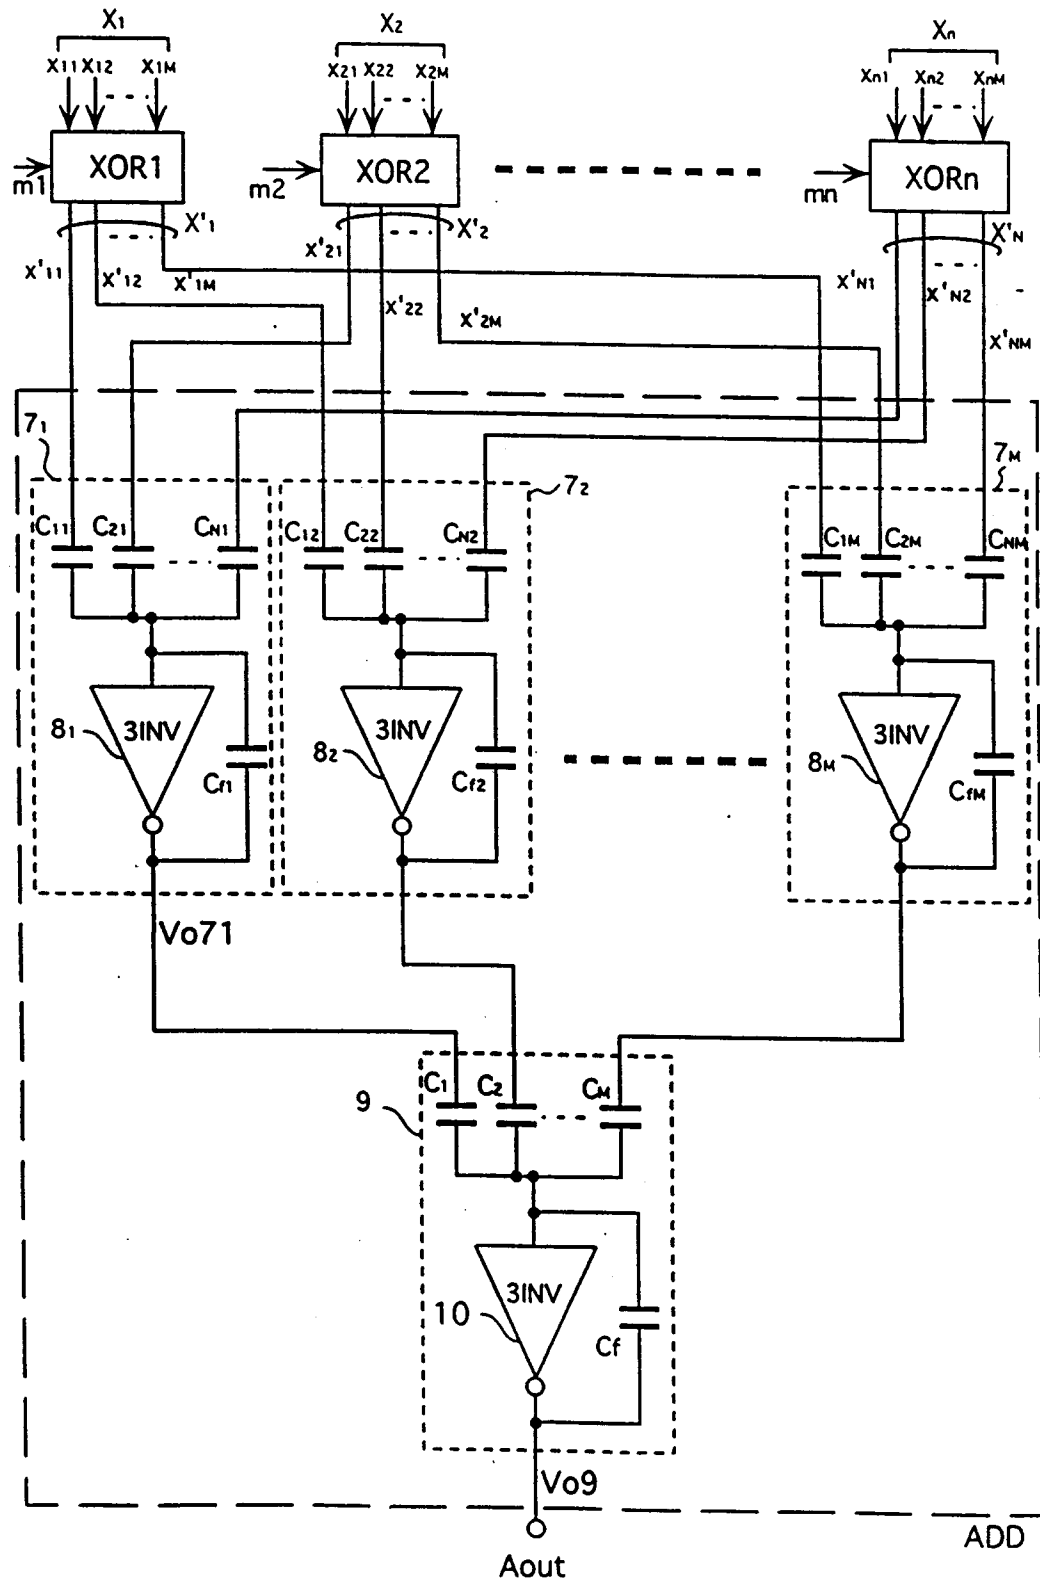 X1 X2 Xn
X11 X12 X1M X21 X22 X2M Xn1 Xn2 XnM
m1 XOR1 m2 XOR2 mn XORn
X'1 X'2 X'N
X'11 X'12 X'1M X'21 X'22 X'2M X'N1 X'N2 X'NM
71 72 7M
C11 C21 CN1 C12 C22 CN2 C1M C2M CNM
81 3INV Cf1 82 3INV Cf2 8M 3INV CfM
Vo71
9 C1 C2 CM
10 3INV Cf
Vo9
Aout ADD